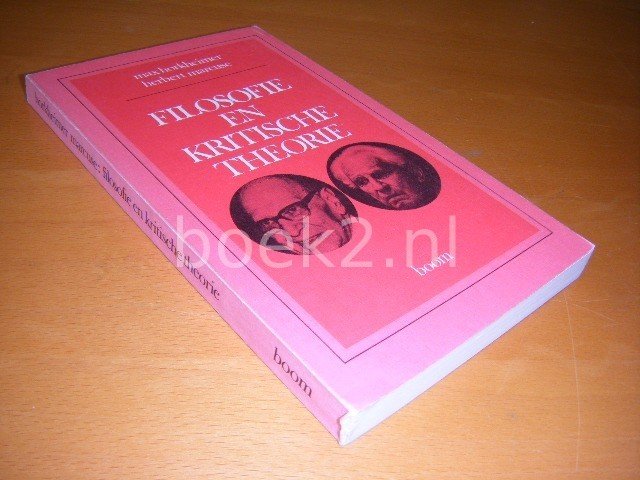 max horkheimer
herbert marcuse
FILOSOFIE
EN
KRITISCHE
THEORIE
boom
horkheimer marcuse: filosofie en kritische theorie
boom
boek2.nl